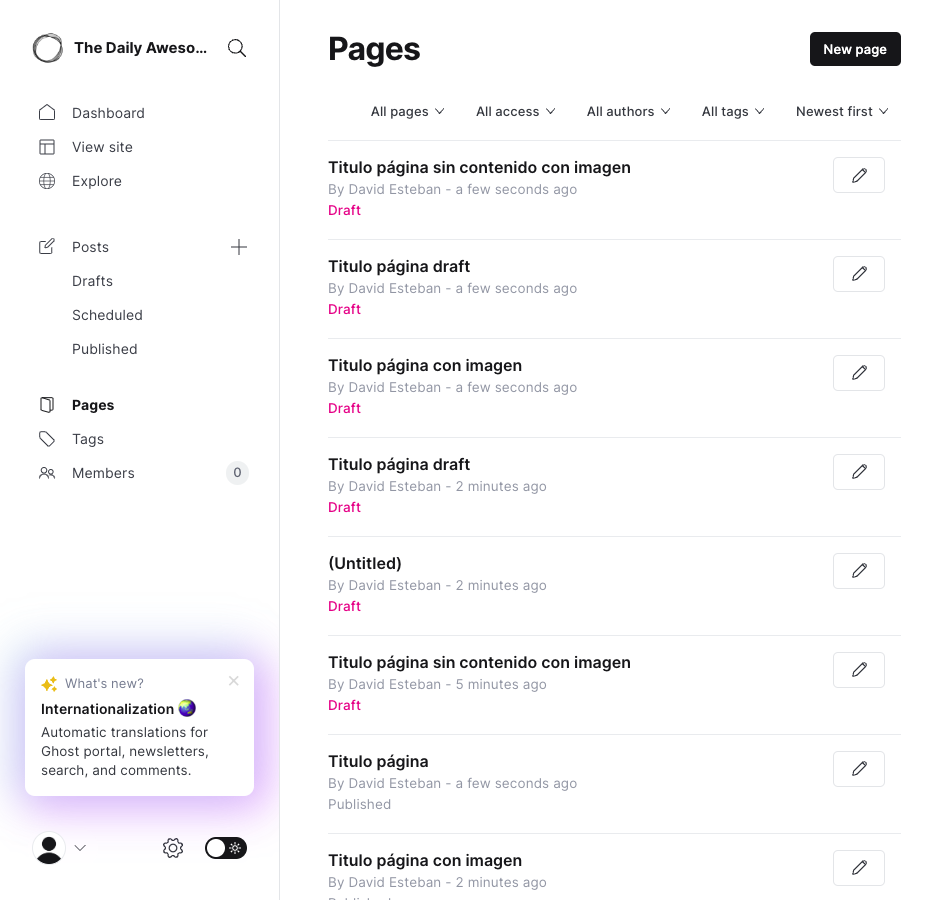 The Daily Aweso...
Dashboard
View site
Explore
Posts
Drafts
Scheduled
Published
Pages
Tags
Members
0
What's new?
Internationalization
Automatic translations for
Ghost portal, newsletters,
search, and comments.
Pages
New page
All pages
All access
All authors
All tags
Newest first
Titulo página sin contenido con imagen
By David Esteban - a few seconds ago
Draft
Titulo página draft
By David Esteban - a few seconds ago
Draft
Titulo página con imagen
By David Esteban - a few seconds ago
Draft
Titulo página draft
By David Esteban - 2 minutes ago
Draft
(Untitled)
By David Esteban - 2 minutes ago
Draft
Titulo página sin contenido con imagen
By David Esteban - 5 minutes ago
Draft
Titulo página
By David Esteban - a few seconds ago
Published
Titulo página con imagen
By David Esteban - 2 minutes ago